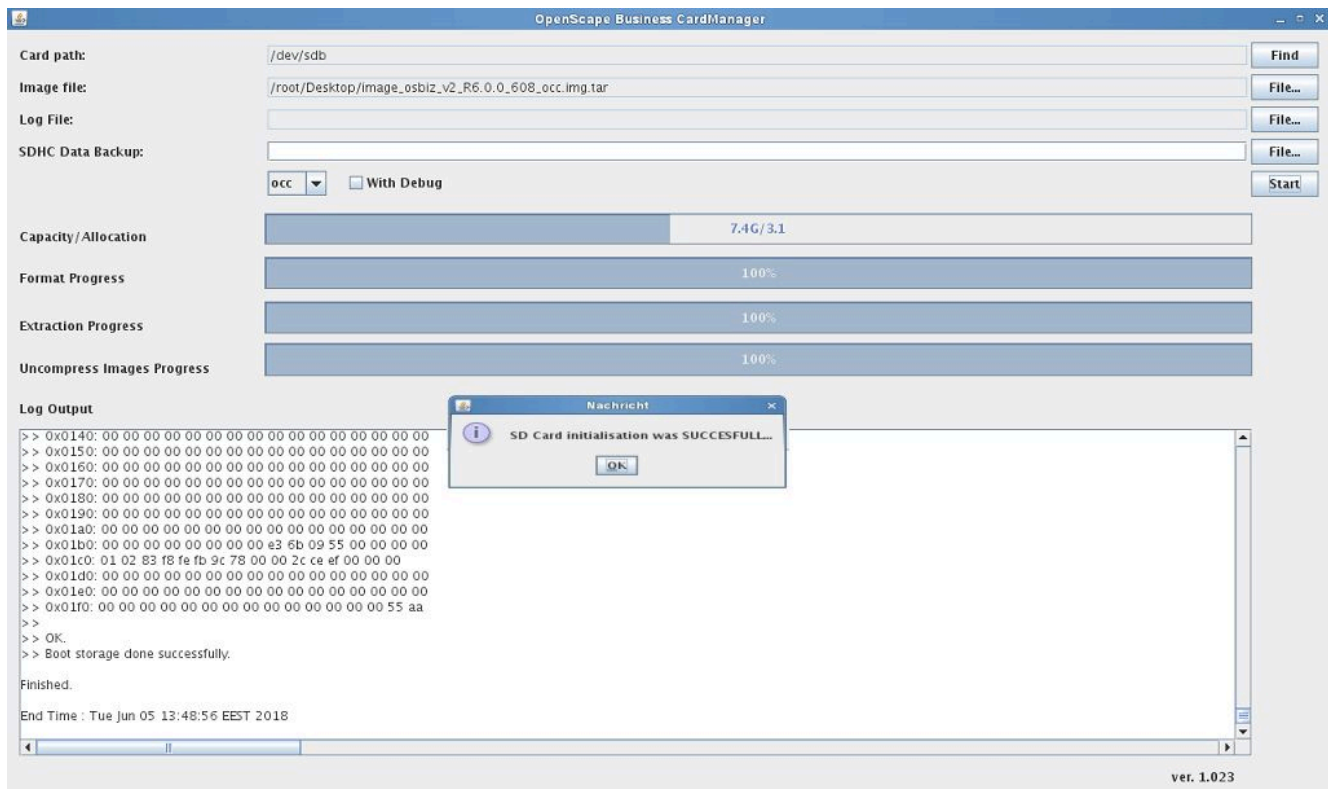 OpenScape Business CardManager
Card path: /dev/sdb Find
Image file: /root/Desktop/image_osbiz_v2_R6.0.0_608_occ.img.tar File...
Log File: File...
SDHC Data Backup: File...
occ With Debug Start
Capacity/Allocation 7.4G/3.1
Format Progress 100%
Extraction Progress 100%
Uncompress Images Progress 100%
Log Output
Nachricht
SD Card initialisation was SUCCESFULL...
OK
>> 0x0140: 00 00 00 00 00 00 00 00 00 00 00 00 00 00 00 00
>> 0x0150: 00 00 00 00 00 00 00 00 00 00 00 00 00 00 00 00
>> 0x0160: 00 00 00 00 00 00 00 00 00 00 00 00 00 00 00 00
>> 0x0170: 00 00 00 00 00 00 00 00 00 00 00 00 00 00 00 00
>> 0x0180: 00 00 00 00 00 00 00 00 00 00 00 00 00 00 00 00
>> 0x0190: 00 00 00 00 00 00 00 00 00 00 00 00 00 00 00 00
>> 0x01a0: 00 00 00 00 00 00 00 00 00 00 00 00 00 00 00 00
>> 0x01b0: 00 00 00 00 00 00 00 00 e3 6b 09 55 00 00 00 00
>> 0x01c0: 01 02 83 f8 fe fb 9c 78 00 00 2c ce ef 00 00 00
>> 0x01d0: 00 00 00 00 00 00 00 00 00 00 00 00 00 00 00 00
>> 0x01e0: 00 00 00 00 00 00 00 00 00 00 00 00 00 00 00 00
>> 0x01f0: 00 00 00 00 00 00 00 00 00 00 00 00 00 00 55 aa
>>
>> OK.
>> Boot storage done successfully.
Finished.
End Time : Tue Jun 05 13:48:56 EEST 2018
ver. 1.023